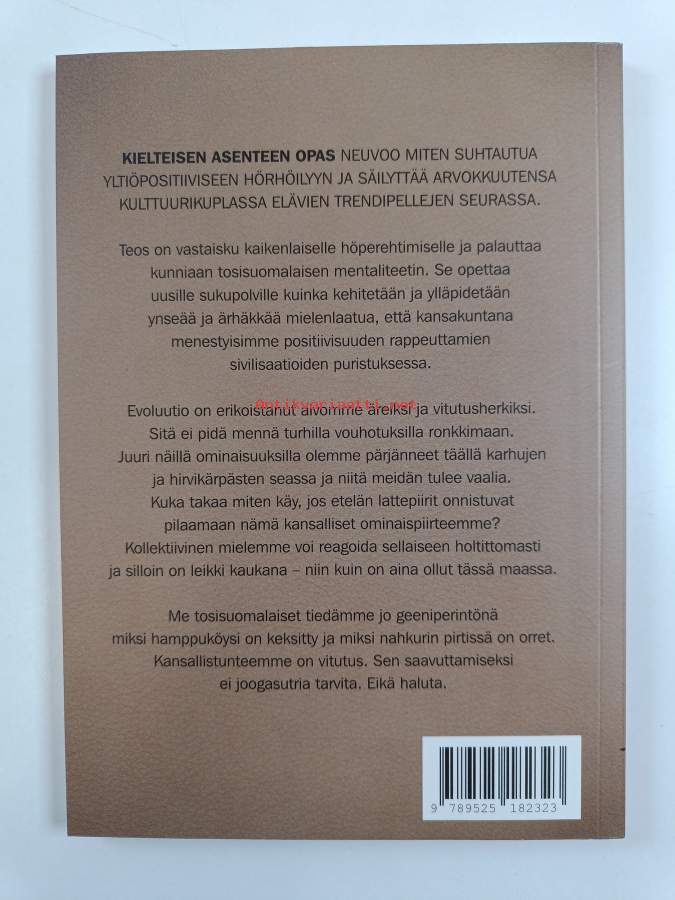 KIELTEISEN ASENTEEN OPAS NEUVOO MITEN SUHTAUTUA
YLTIÖPOSITIIVISEEN HÖRHÖILYYN JA SÄILYTTÄÄ ARVOKKUUTENSA
KULTTUURIKUPLASSA ELÄVIEN TRENDIPELLEJEN SEURASSA.
Teos on vastaisku kaikenlaiselle höperehtimiselle ja palauttaa
kunniaan tosisuomalaisen mentaliteetin. Se opettaa
uusille sukupolville kuinka kehitetään ja ylläpidetään
ynseää ja ärhäkkää mielenlaatua, että kansakuntana
menestyisimme positiivisuuden rappeuttamien
sivilisaatioiden puristuksessa.
Antikvariaatti.net
Evoluutio on erikoistanut aivomme äreiksi ja vitutusherkiksi.
Sitä ei pidä mennä turhilla vouhotuksilla ronkkimaan.
Juuri näillä ominaisuuksilla olemme pärjänneet täällä karhujen
ja hirvikärpästen seassa ja niitä meidän tulee vaalia.
Kuka takaa miten käy, jos etelän lattepiirit onnistuvat
pilaamaan nämä kansalliset ominaispiirteemme?
Kollektiivinen mielemme voi reagoida sellaiseen holtittomasti
ja silloin on leikki kaukana – niin kuin on aina ollut tässä maassa.
Me tosisuomalaiset tiedämme jo geeniperintönä
miksi hamppuköysi on keksitty ja miksi nahkurin pirtissä on orret.
Kansallistunteemme on vitutus. Sen saavuttamiseksi
ei joogasutria tarvita. Eikä haluta.
9 789525 182323